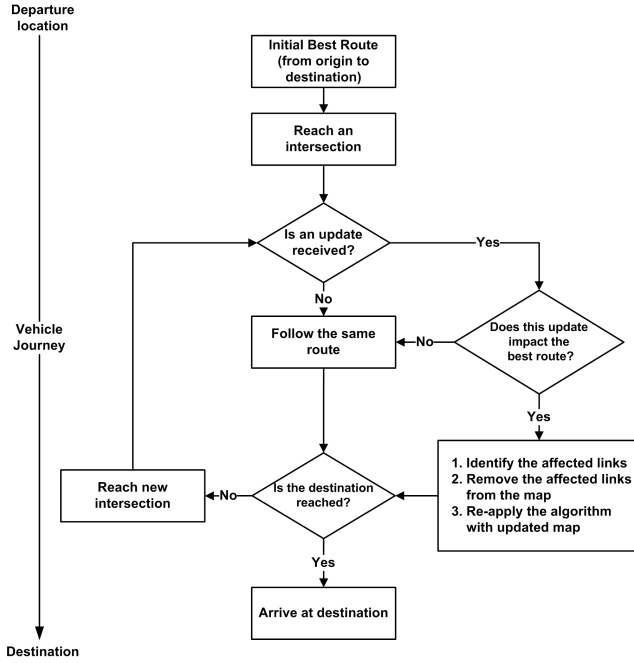 Departure
location
Initial Best Route
(from origin to
destination)
Reach an
intersection
Is an update
received?
Yes
No
Vehicle
Journey
Follow the same
route
No
Does this update
impact the
best route?
Yes
Reach new
intersection
No
Is the destination
reached?
1. Identify the affected links
2. Remove the affected links
from the map
3. Re-apply the algorithm
with updated map
Yes
Arrive at destination
Destination